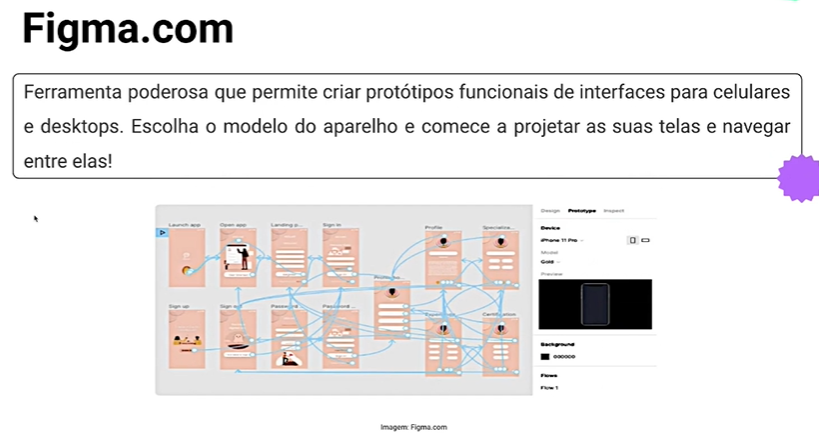 Figma.com
Ferramenta poderosa que permite criar protótipos funcionais de interfaces para celulares
e desktops. Escolha o modelo do aparelho e comece a projetar as suas telas e navegar
entre elas!
Launch app Open app Landing p... Sign in
Profile
Sign up
Certification
Design Prototype Inspect
Device
iPhone 11 Pro
Model
Gold
Preview
Background
000000
Flows
Flow 1
Imagem: Figma.com